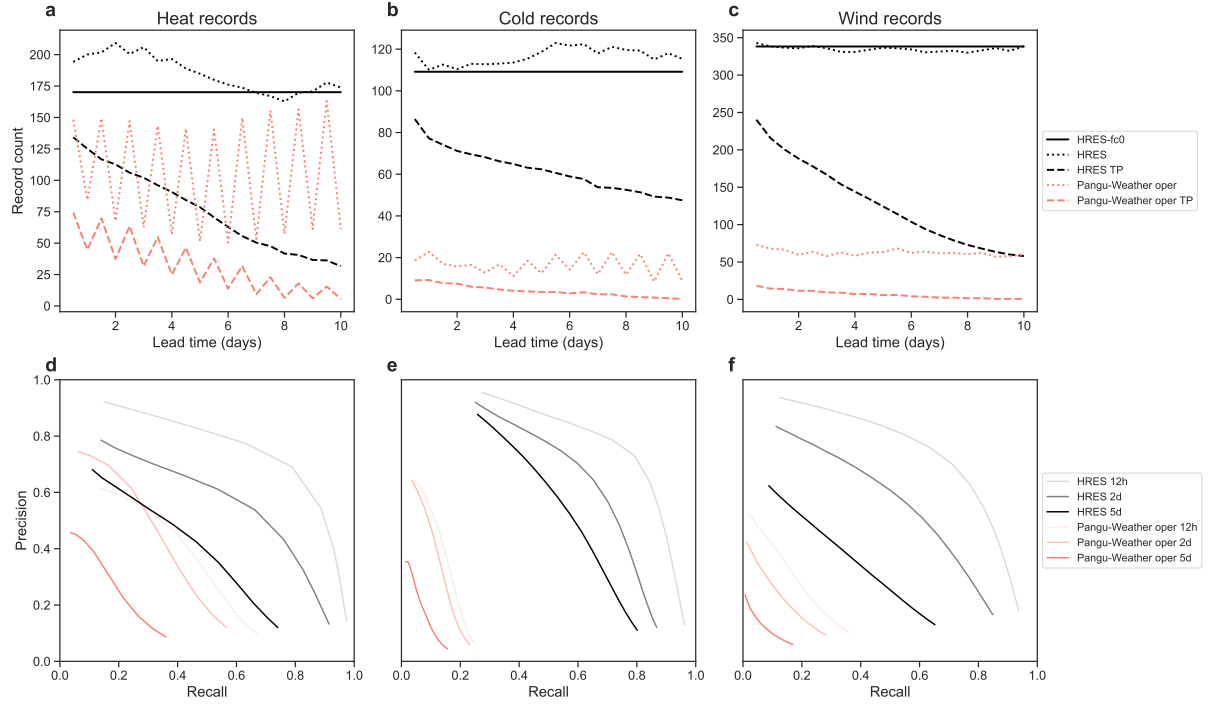 a
Heat records
b
Cold records
c
Wind records
Record count
200
175
150
125
100
75
50
25
0
2 4 6 8 10
Lead time (days)
120
100
80
60
40
20
0
2 4 6 8 10
Lead time (days)
350
300
250
200
150
100
50
0
2 4 6 8 10
Lead time (days)
HRES-fc0
HRES
HRES TP
Pangu-Weather oper
Pangu-Weather oper TP
d
Precision
1.0
0.8
0.6
0.4
0.2
0.0
0.0 0.2 0.4 0.6 0.8 1.0
Recall
e
0.0 0.2 0.4 0.6 0.8 1.0
Recall
f
0.0 0.2 0.4 0.6 0.8 1.0
Recall
HRES 12h
HRES 2d
HRES 5d
Pangu-Weather oper 12h
Pangu-Weather oper 2d
Pangu-Weather oper 5d